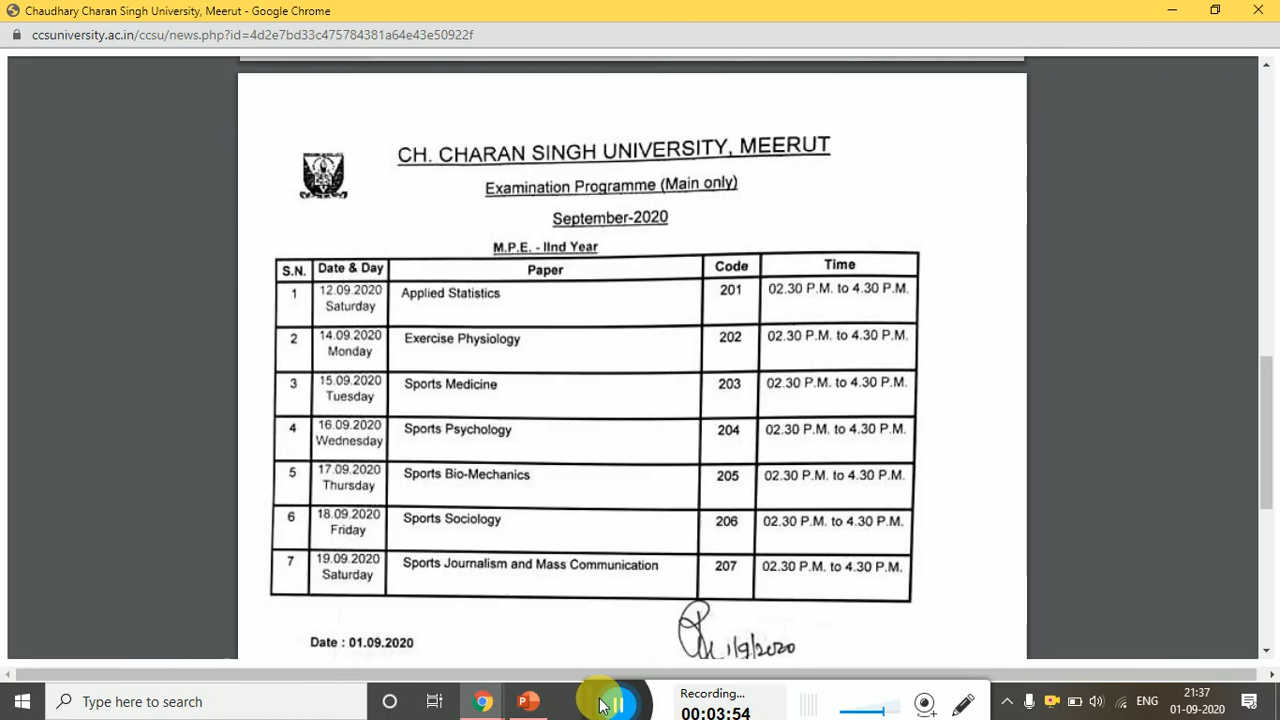 Chaudhary Charan Singh University, Meerut - Google Chrome
ccsuniversity.ac.in/ccsu/news.php?id=4d2e7bd33c475784381a64e43e50922f
CH. CHARAN SINGH UNIVERSITY, MEERUT
Examination Programme (Main only)
September-2020
M.P.E. - IInd Year
S.N. Date & Day Paper Code Time
1 12.09.2020 Saturday Applied Statistics 201 02.30 P.M. to 4.30 P.M.
2 14.09.2020 Monday Exercise Physiology 202 02.30 P.M. to 4.30 P.M.
3 15.09.2020 Tuesday Sports Medicine 203 02.30 P.M. to 4.30 P.M.
4 16.09.2020 Wednesday Sports Psychology 204 02.30 P.M. to 4.30 P.M.
5 17.09.2020 Thursday Sports Bio-Mechanics 205 02.30 P.M. to 4.30 P.M.
6 18.09.2020 Friday Sports Sociology 206 02.30 P.M. to 4.30 P.M.
7 19.09.2020 Saturday Sports Journalism and Mass Communication 207 02.30 P.M. to 4.30 P.M.
Date : 01.09.2020
1/9/2020
Type here to search
Recording...
00:03:54
ENG
21:37
01-09-2020